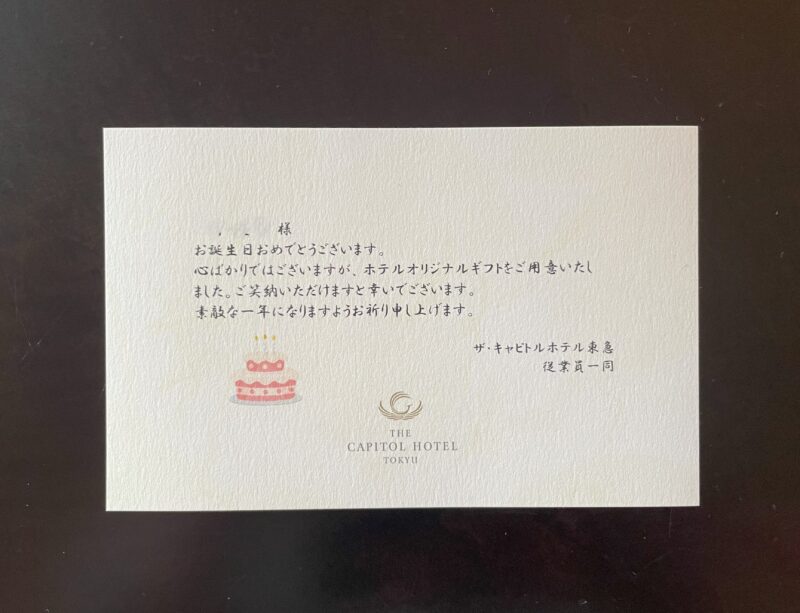 様
お誕生日おめでとうございます。
心ばかりではございますが、ホテルオリジナルギフトをご用意いたし
ました。ご笑納いただけますと幸いでございます。
素敵な一年になりますようお祈り申し上げます。
ザ・キャピトルホテル東急
従業員一同
THE
CAPITOL HOTEL
TOKYU